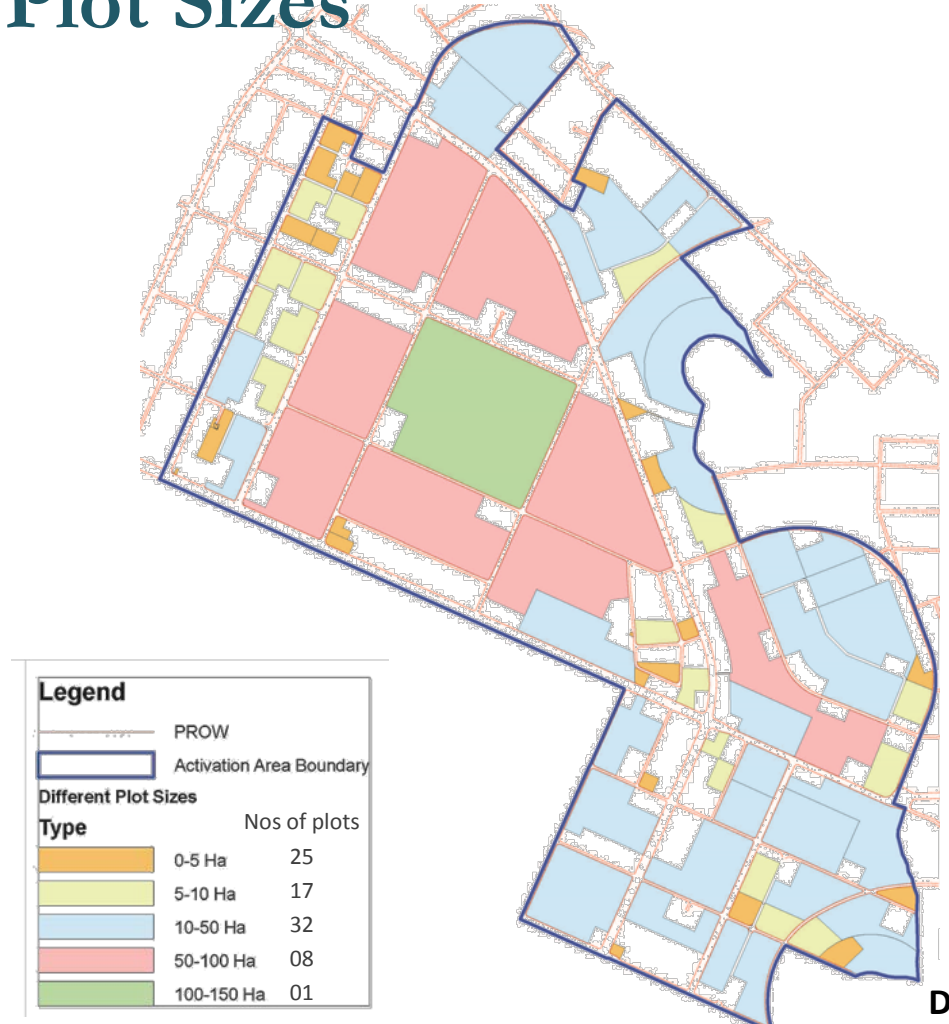 Plot Sizes
Legend
PROW
Activation Area Boundary
Different Plot Sizes
Type Nos of plots
0-5 Ha 25
5-10 Ha 17
10-50 Ha 32
50-100 Ha 08
100-150 Ha 01
D